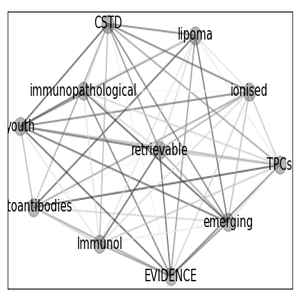 CSTD
lipoma
immunopathological
ionised
youth
retrievable
TPCs
toantibodies
emerging
Immunol
EVIDENCE